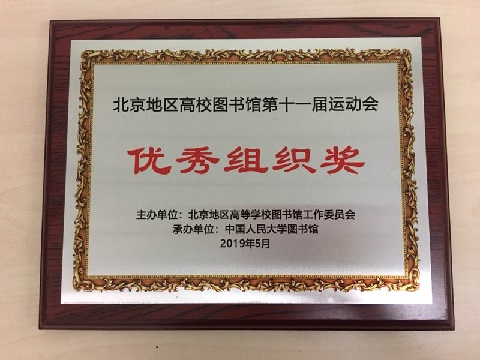 北京地区高校图书馆第十一届运动会
优秀组织奖
主办单位：北京地区高等学校图书馆工作委员会
承办单位：中国人民大学图书馆
2019年5月